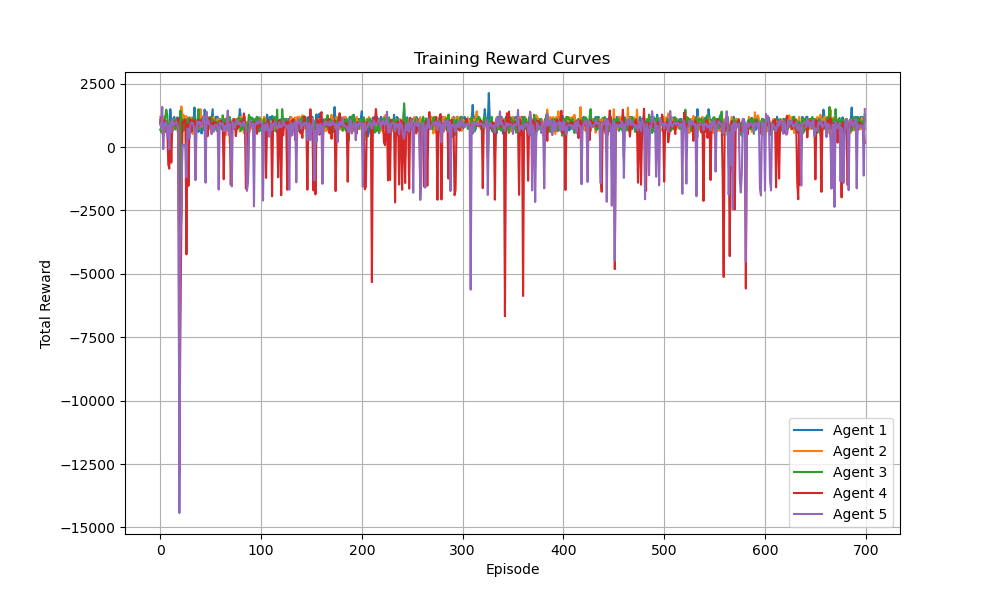 Training Reward Curves
2500
0
−2500
−5000
−7500
−10000
−12500
−15000
Total Reward
0 100 200 300 400 500 600 700
Episode
Agent 1
Agent 2
Agent 3
Agent 4
Agent 5